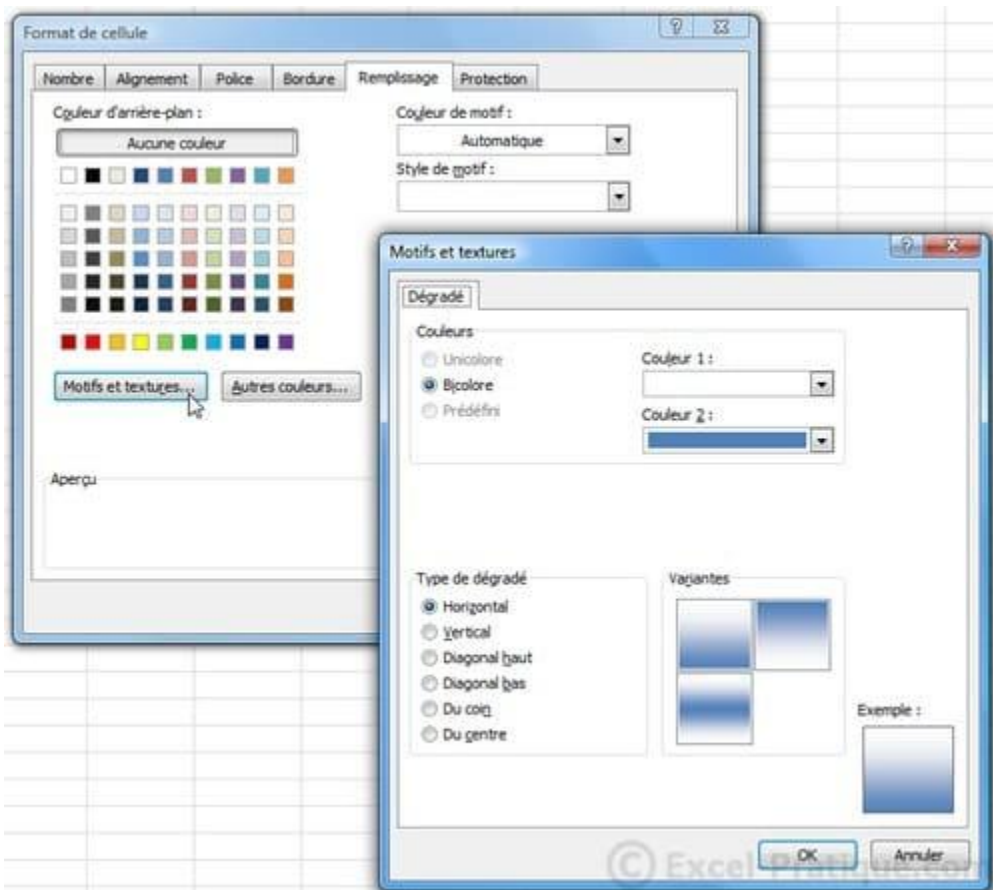 Format de cellule
Nombre Alignement Police Bordure Remplissage Protection
Couleur d'arrière-plan :
Aucune couleur
Couleur de motif :
Automatique
Style de motif :
Motifs et textures... Autres couleurs...
Aperçu
Motifs et textures
Dégradé
Couleurs
Unicolore
Bicolore
Prédéfini
Couleur 1 :
Couleur 2 :
Type de dégradé
Horizontal
Vertical
Diagonal haut
Diagonal bas
Du coin
Du centre
Variantes
Exemple :
OK Annuler
© Excel-Pratique.com